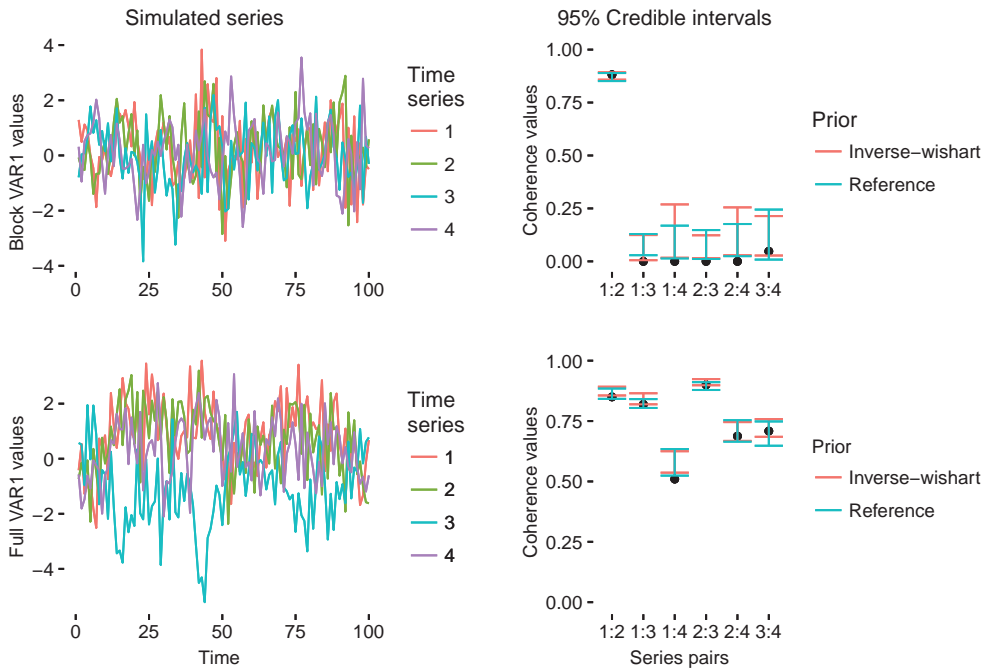 Simulated series
95% Credible intervals
Block VAR1 values
4
2
0
−2
−4
0 25 50 75 100
Time
series
1
2
3
4
Coherence values
1.00
0.75
0.50
0.25
0.00
1:2 1:3 1:4 2:3 2:4 3:4
Prior
Inverse−wishart
Reference
Full VAR1 values
2
0
−2
−4
0 25 50 75 100
Time
Time
series
1
2
3
4
Coherence values
1.00
0.75
0.50
0.25
0.00
1:2 1:3 1:4 2:3 2:4 3:4
Series pairs
Prior
Inverse−wishart
Reference